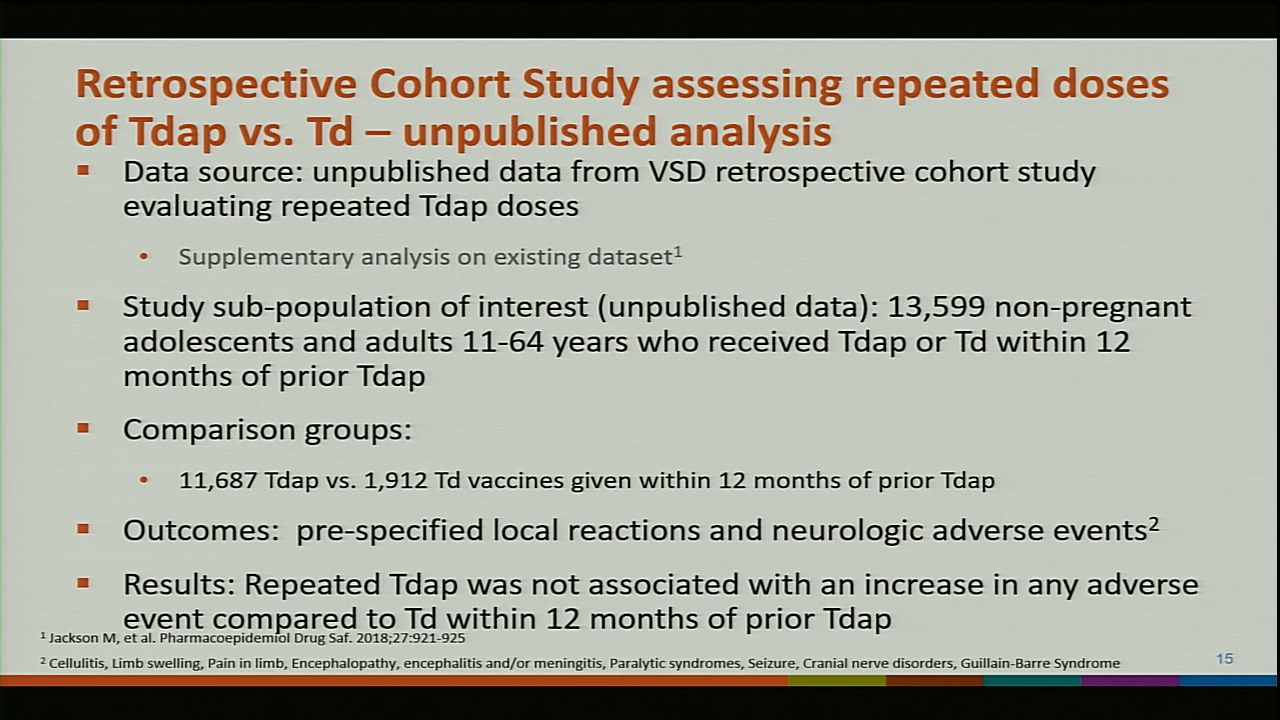 Retrospective Cohort Study assessing repeated doses
of Tdap vs. Td – unpublished analysis
▪ Data source: unpublished data from VSD retrospective cohort study
evaluating repeated Tdap doses
• Supplementary analysis on existing dataset¹
▪ Study sub-population of interest (unpublished data): 13,599 non-pregnant
adolescents and adults 11-64 years who received Tdap or Td within 12
months of prior Tdap
▪ Comparison groups:
• 11,687 Tdap vs. 1,912 Td vaccines given within 12 months of prior Tdap
▪ Outcomes: pre-specified local reactions and neurologic adverse events²
▪ Results: Repeated Tdap was not associated with an increase in any adverse
event compared to Td within 12 months of prior Tdap
¹ Jackson M, et al. Pharmacoepidemiol Drug Saf. 2018;27:921-925
² Cellulitis, Limb swelling, Pain in limb, Encephalopathy, encephalitis and/or meningitis, Paralytic syndromes, Seizure, Cranial nerve disorders, Guillain-Barre Syndrome
15